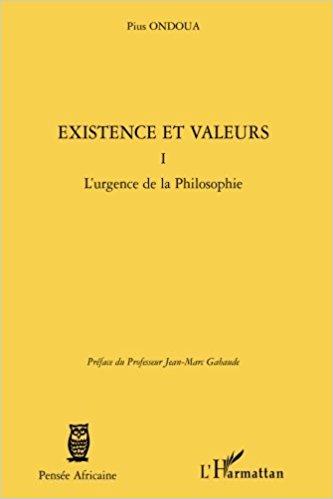 Pius ONDOUA
EXISTENCE ET VALEURS
I
L'urgence de la Philosophie
Préface du Professeur Jean-Marc Gabaude
Pensée Africaine
L'Harmattan